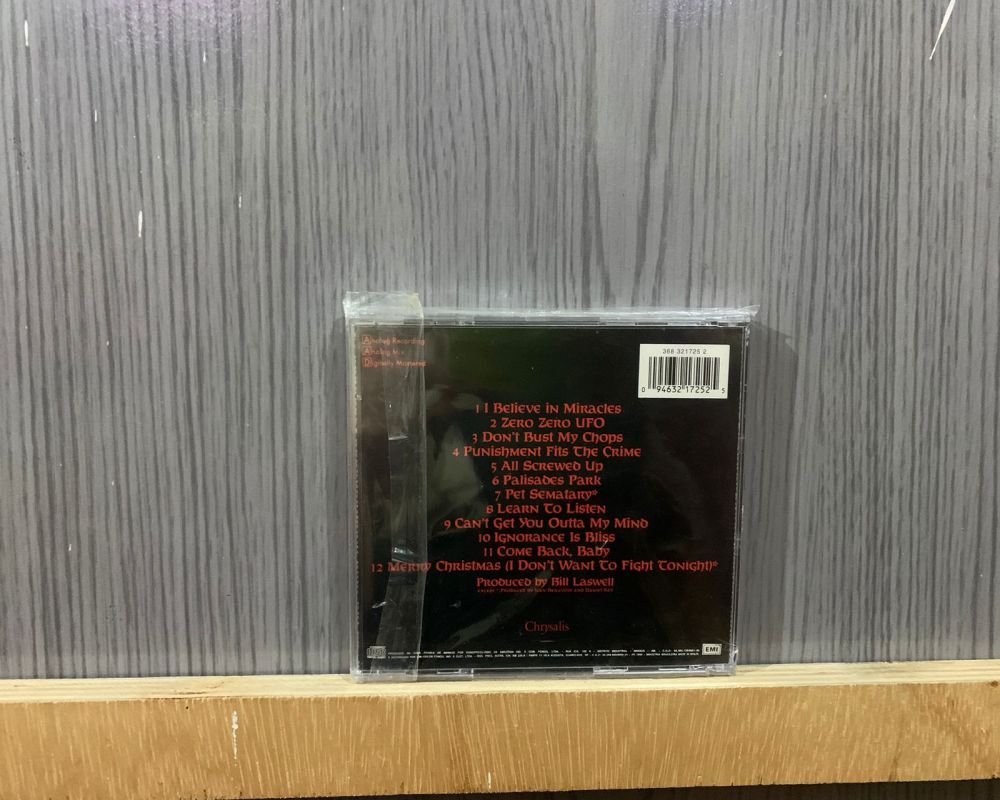 Analog Recording
Analog Mix
Digitally Mastered
368 321725 2
0 94632 17252 5
1 I Believe in Miracles
2 Zero Zero UFO
3 Don't Bust My Chops
4 Punishment Fits The Crime
5 All Screwed Up
6 Palisades Park
7 Pet Sematary*
8 Learn To Listen
9 Can't Get You Outta My Mind
10 Ignorance Is Bliss
11 Come Back, Baby
12 Merry Christmas (I Don't Want To Fight Tonight)*
Produced by Bill Laswell
Chrysalis
EMI